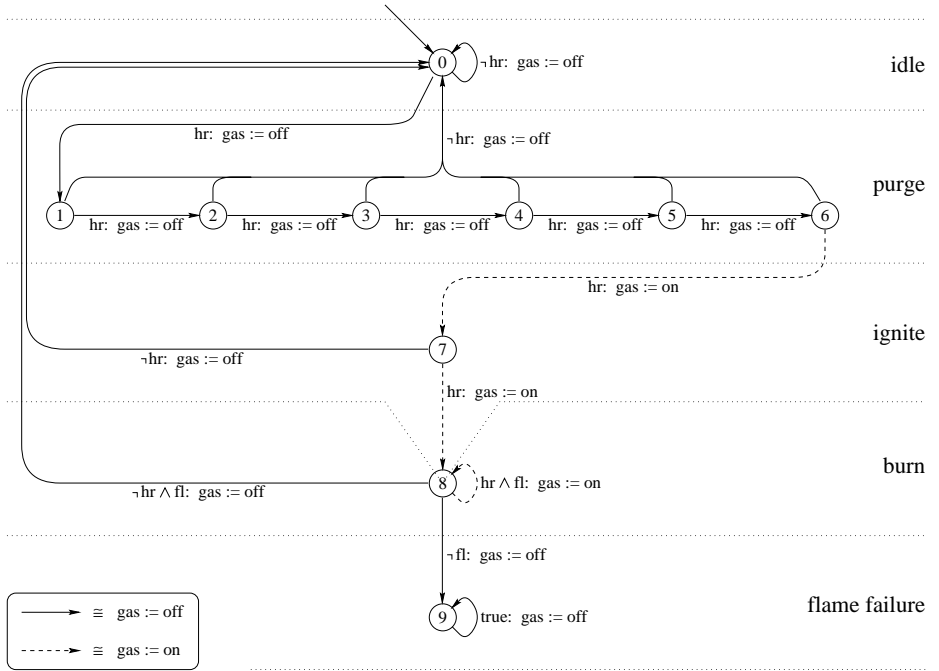 0
¬hr: gas := off
idle
hr: gas := off
¬hr: gas := off
purge
1
2
3
4
5
6
hr: gas := off
hr: gas := off
hr: gas := off
hr: gas := off
hr: gas := off
hr: gas := on
ignite
7
¬hr: gas := off
hr: gas := on
burn
8
hr ∧ fl: gas := on
¬hr ∧ fl: gas := off
¬fl: gas := off
flame failure
9
true: gas := off
≅ gas := off
≅ gas := on